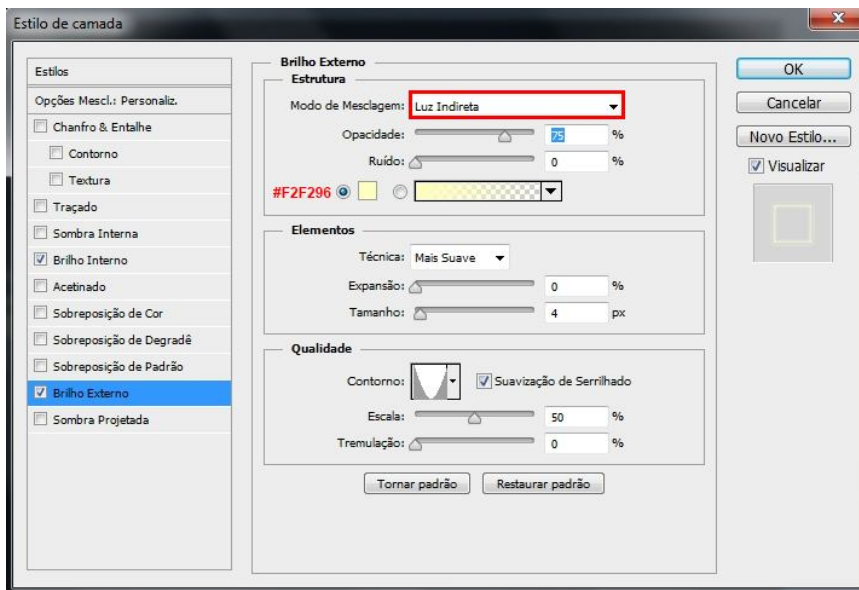 Estilo de camada
Estilos
Opções Mescl.: Personaliz.
Chanfro & Entalhe
Contorno
Textura
Traçado
Sombra Interna
Brilho Interno
Acetinado
Sobreposição de Cor
Sobreposição de Degradê
Sobreposição de Padrão
Brilho Externo
Sombra Projetada
Brilho Externo
Estrutura
Modo de Mesclagem: Luz Indireta
Opacidade: 75 %
Ruído: 0 %
#F2F296
Elementos
Técnica: Mais Suave
Expansão: 0 %
Tamanho: 4 px
Qualidade
Contorno: Suavização de Serrilhado
Escala: 50 %
Tremulação: 0 %
Tornar padrão Restaurar padrão
OK
Cancelar
Novo Estilo...
Visualizar